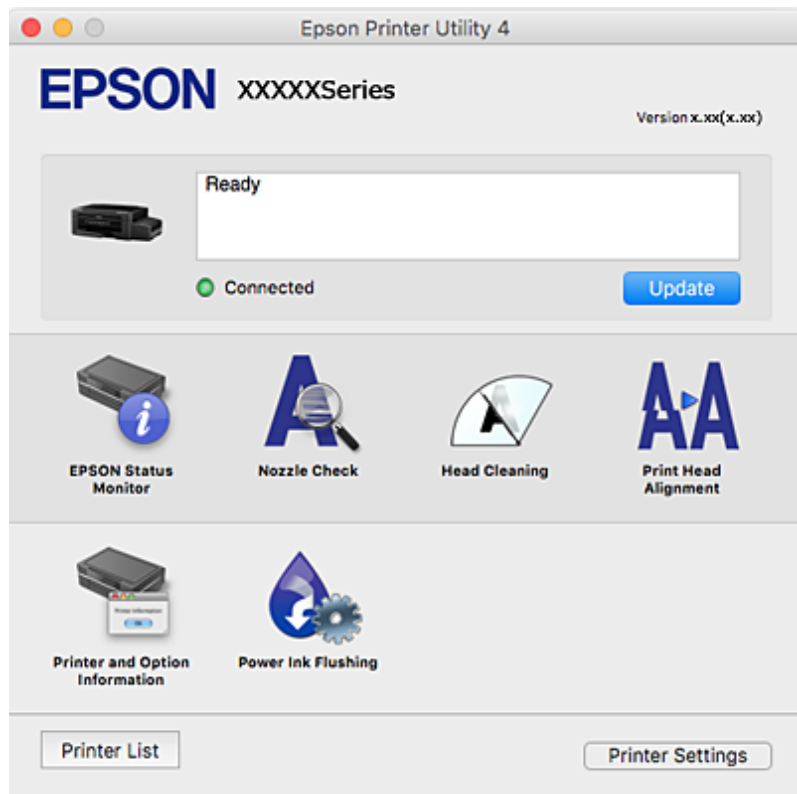 Epson Printer Utility 4
EPSON XXXXXSeries
Version x.xx(x.xx)
Ready
Connected
Update
EPSON Status
Monitor
Nozzle Check
Head Cleaning
Print Head
Alignment
Printer and Option
Information
Power Ink Flushing
Printer List
Printer Settings